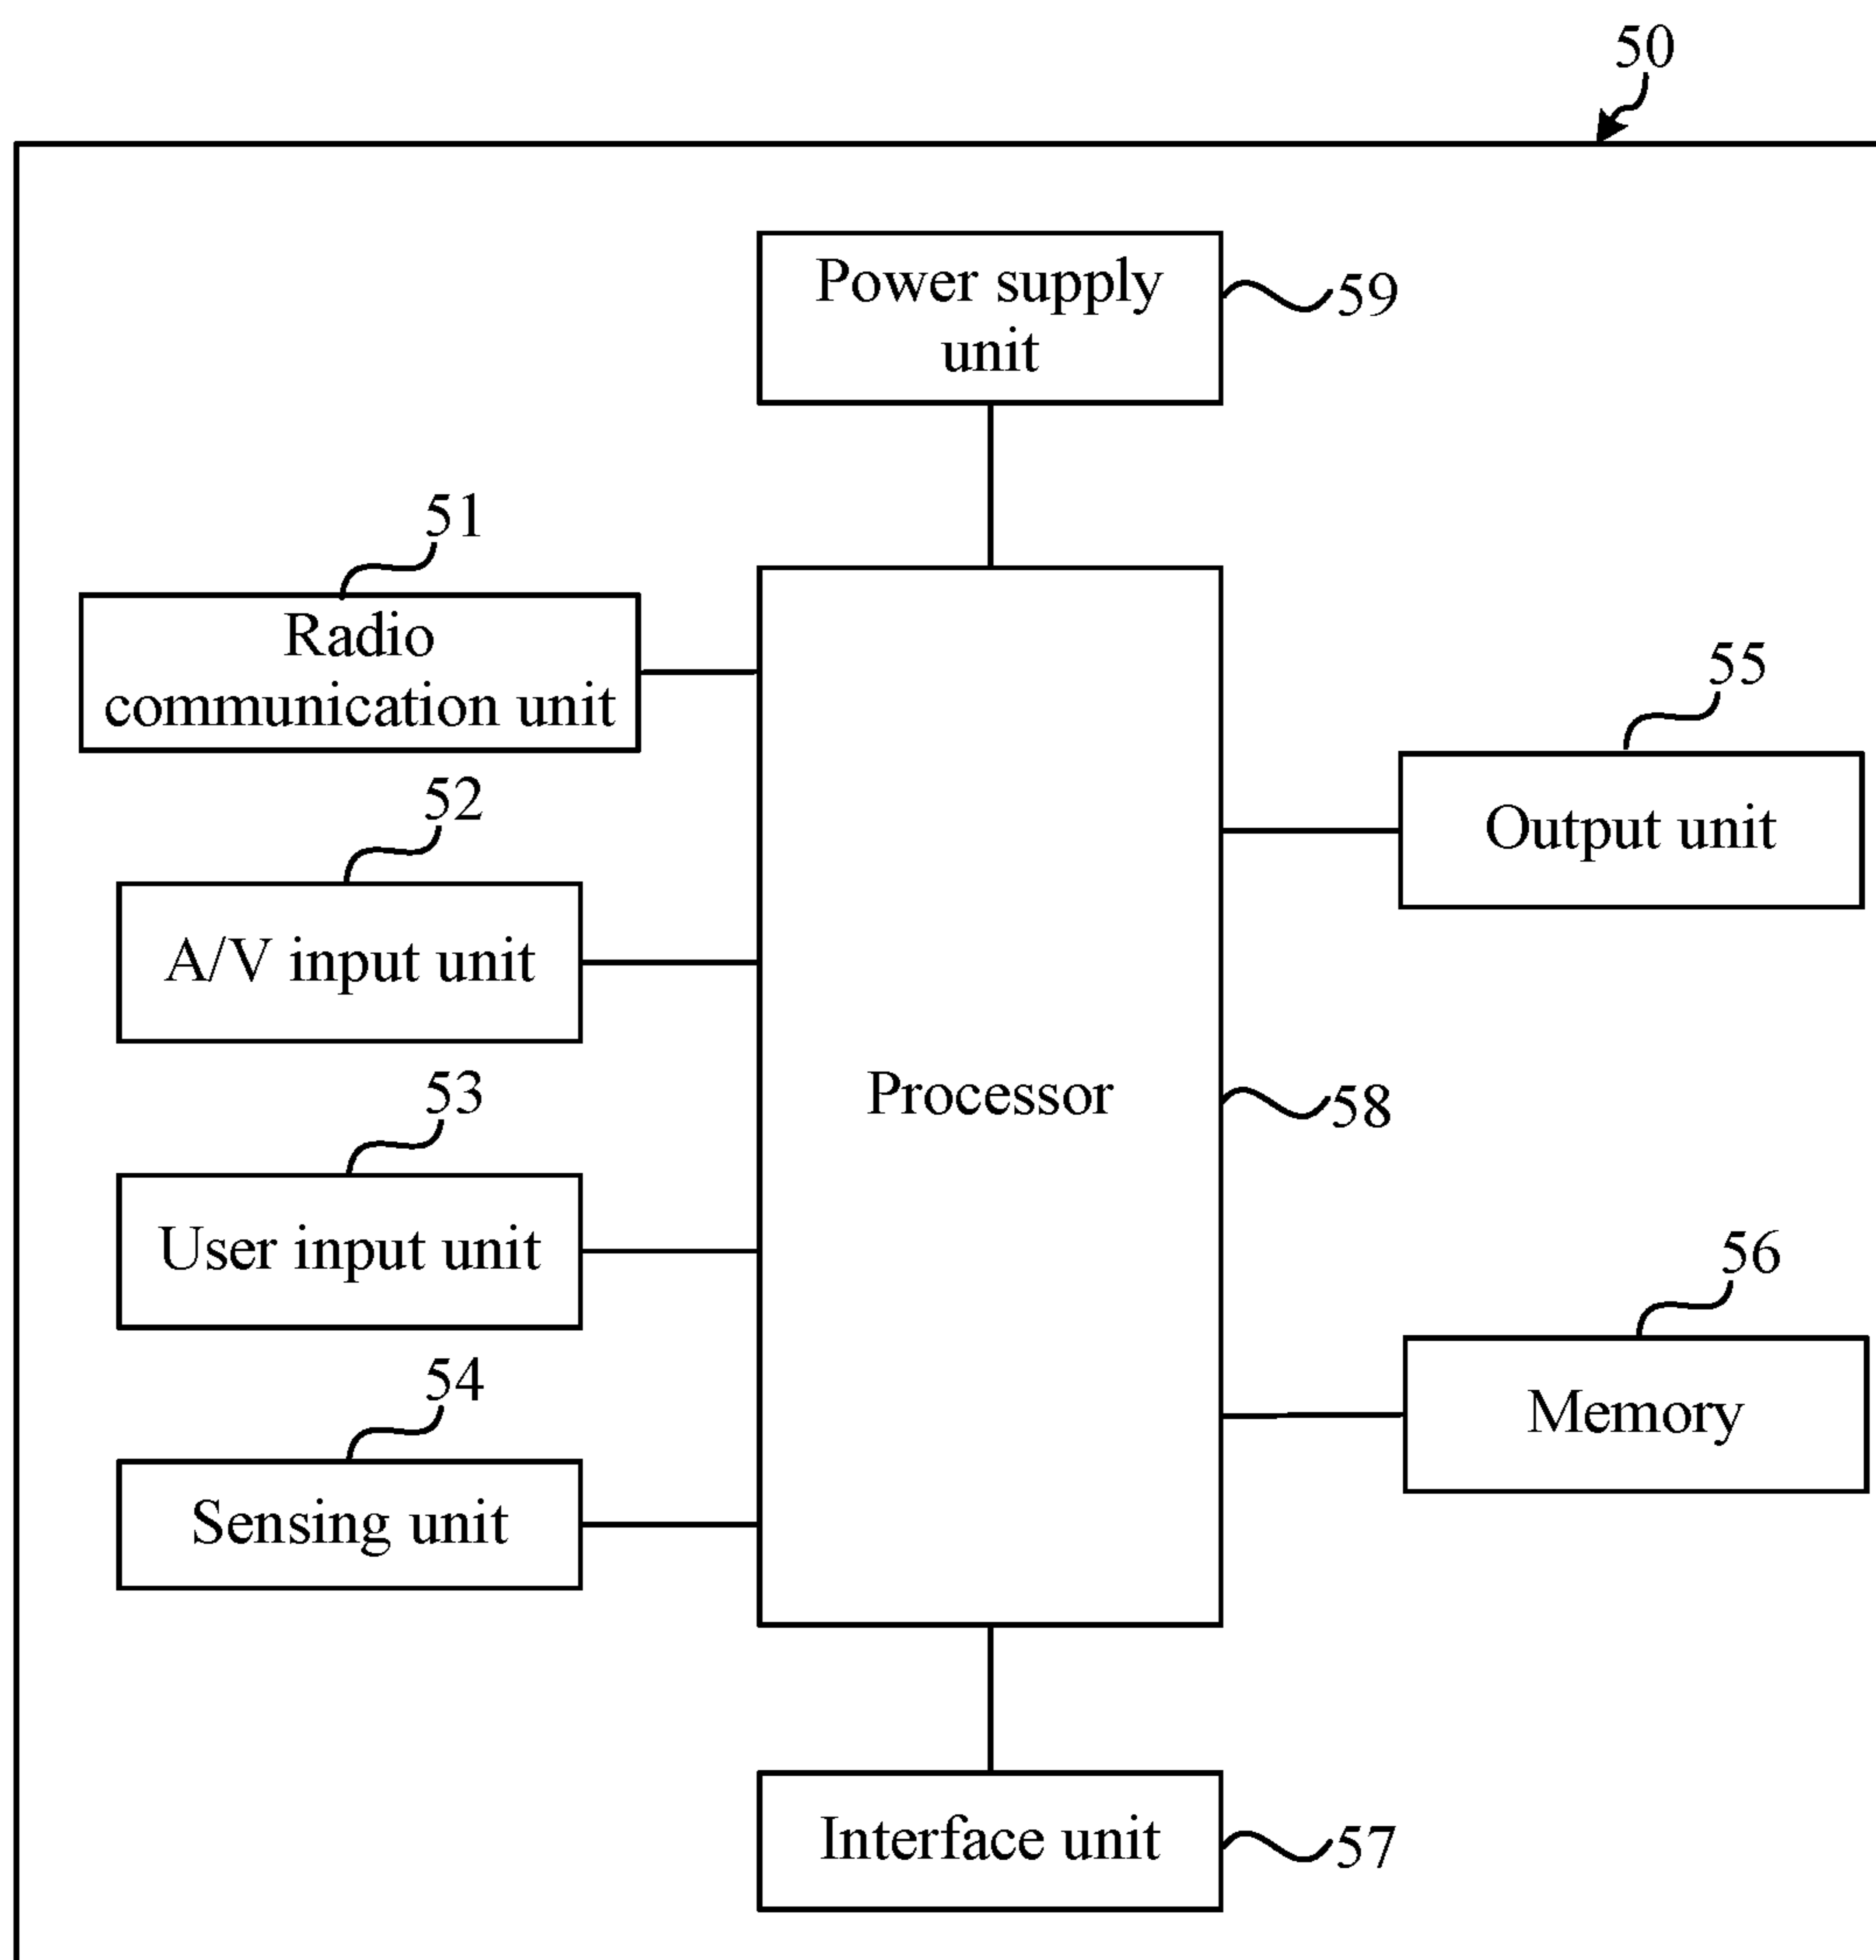 50
Power supply
unit
59
51
Radio
communication unit
52
A/V input unit
53
User input unit
54
Sensing unit
Processor
58
55
Output unit
56
Memory
Interface unit
57